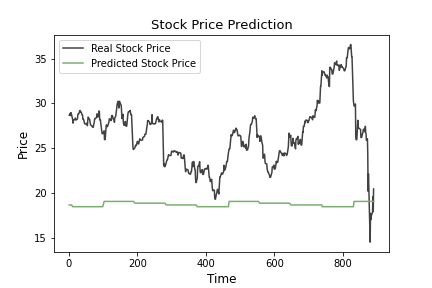 Stock Price Prediction
Real Stock Price
Predicted Stock Price
Price
35
30
25
20
15
0 200 400 600 800
Time